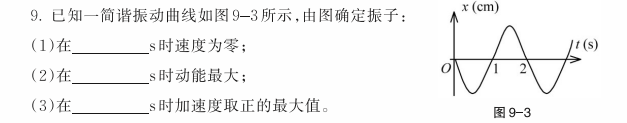 9. 已知一简谐振动曲线如图9-3所示,由图确定振子:
(1)在________s时速度为零;
(2)在________s时动能最大;
(3)在________s时加速度取正的最大值。
x (cm)
t (s)
O
1
2
图9-3